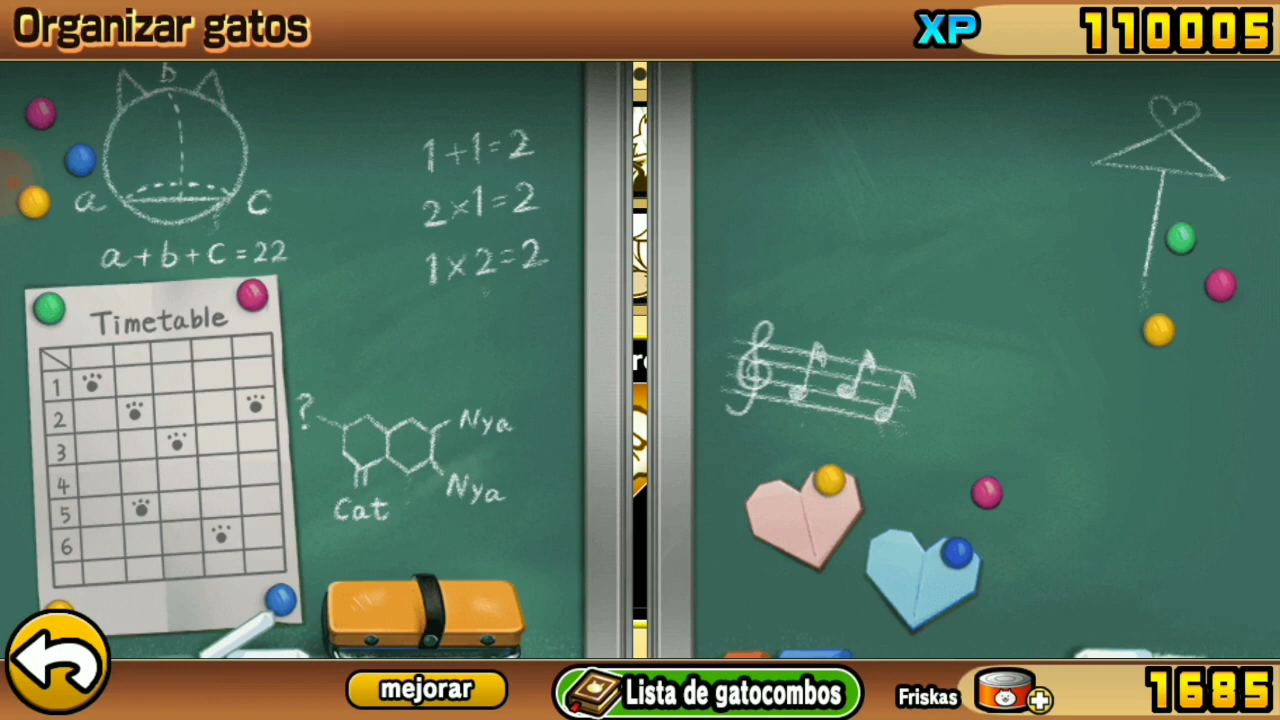 Organizar gatos
XP 110005
b
a
c
a+b+c=22
1+1=2
2×1=2
1×2=2
Timetable
1
2
3
4
5
6
?
Nya
Nya
Cat
mejorar
Lista de gatocombos
Friskas
1685